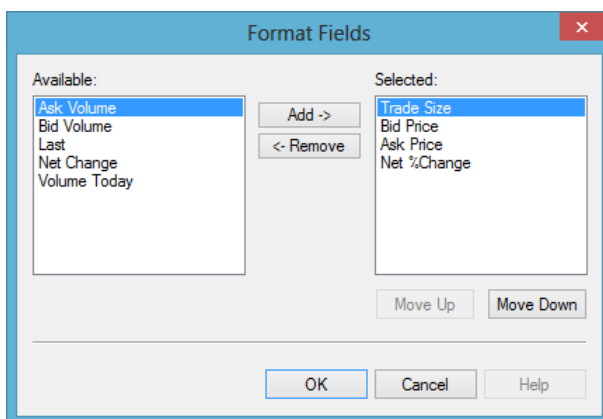 Format Fields
Available:
Selected:
Ask Volume
Bid Volume
Last
Net Change
Volume Today
Add ->
<- Remove
Trade Size
Bid Price
Ask Price
Net %Change
Move Up
Move Down
OK
Cancel
Help